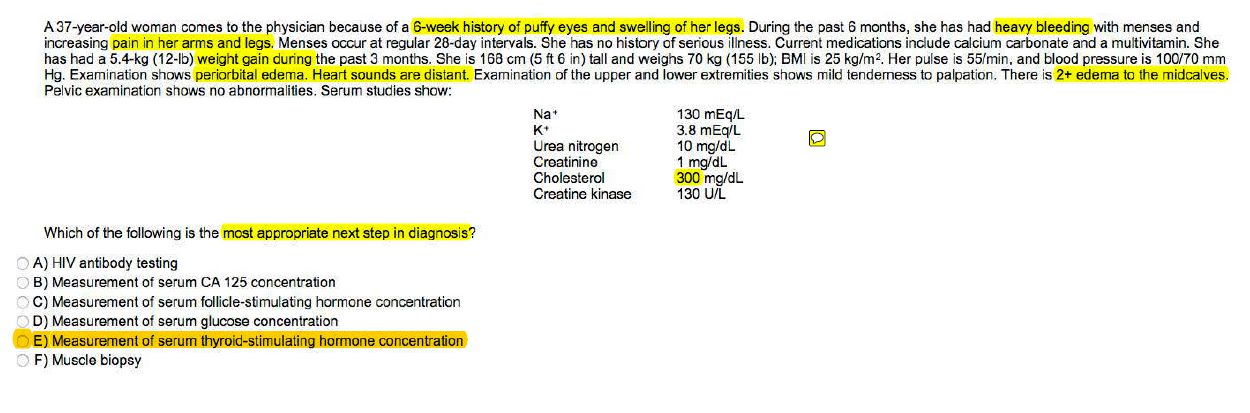 A 37-year-old woman comes to the physician because of a 6-week history of puffy eyes and swelling of her legs. During the past 6 months, she has had heavy bleeding with menses and
increasing pain in her arms and legs. Menses occur at regular 28-day intervals. She has no history of serious illness. Current medications include calcium carbonate and a multivitamin. She
has had a 5.4-kg (12-lb) weight gain during the past 3 months. She is 168 cm (5 ft 6 in) tall and weighs 70 kg (155 lb); BMI is 25 kg/m². Her pulse is 55/min, and blood pressure is 100/70 mm
Hg. Examination shows periorbital edema. Heart sounds are distant. Examination of the upper and lower extremities shows mild tenderness to palpation. There is 2+ edema to the midcalves.
Pelvic examination shows no abnormalities. Serum studies show:
Na⁺ 130 mEq/L
K⁺ 3.8 mEq/L
Urea nitrogen 10 mg/dL
Creatinine 1 mg/dL
Cholesterol 300 mg/dL
Creatine kinase 130 U/L
Which of the following is the most appropriate next step in diagnosis?
A) HIV antibody testing
B) Measurement of serum CA 125 concentration
C) Measurement of serum follicle-stimulating hormone concentration
D) Measurement of serum glucose concentration
E) Measurement of serum thyroid-stimulating hormone concentration
F) Muscle biopsy